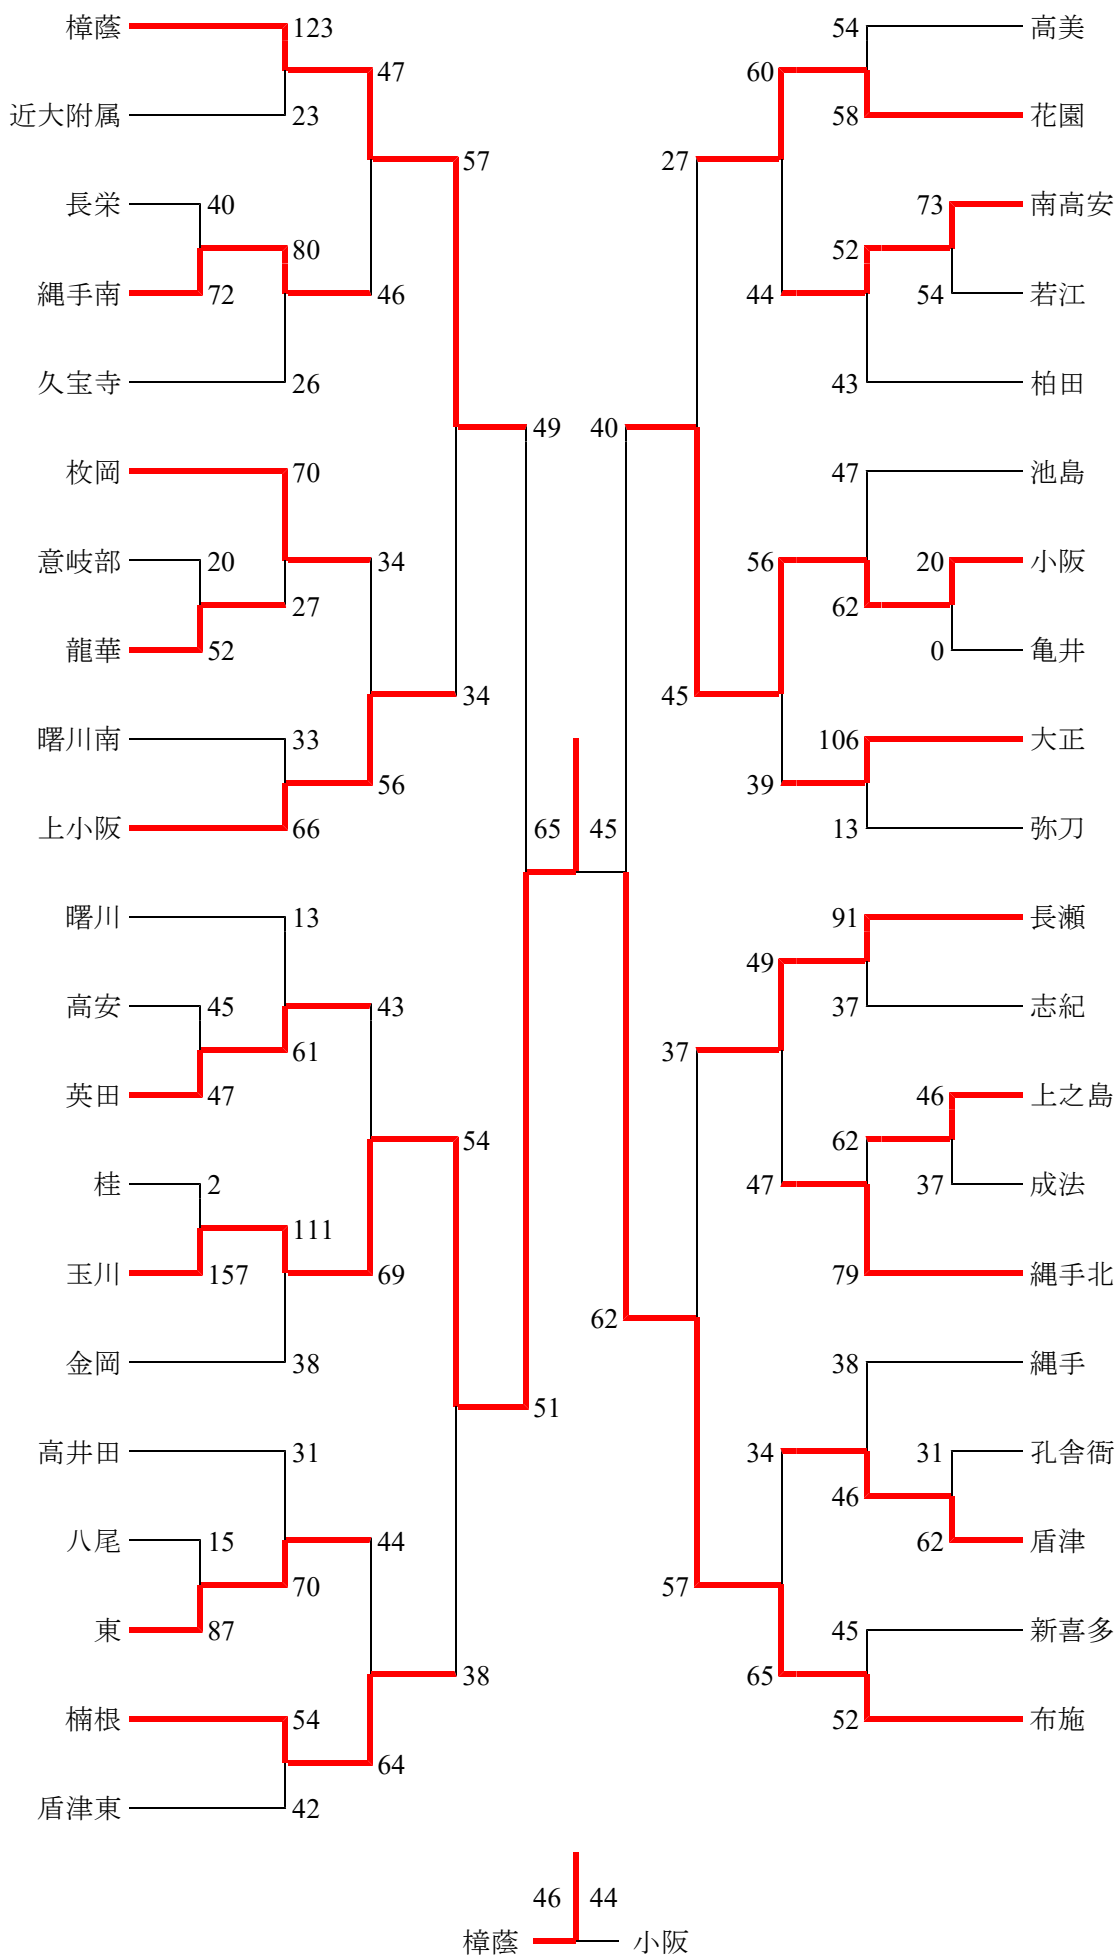 樟蔭 123 54 高美
47 60
近大附属 23 58 花園
57 27
長栄 40 73 南高安
80 52
縄手南 72 46 44 54 若江
久宝寺 26 43 柏田
49 40
枚岡 70 47 池島
意岐部 20 34 56 20 小阪
27 62
龍華 52 0 亀井
34 45
曙川南 33 106 大正
56 39
上小阪 66 65 45 13 弥刀
曙川 13 91 長瀬
49
高安 45 43 37 志紀
61 37
英田 47 46 上之島
54 62
桂 2 47 37 成法
111
玉川 157 69 79 縄手北
62
金岡 38 38 縄手
51
高井田 31 34 31 孔舎衙
46
八尾 15 44 62 盾津
70 57
東 87 45 新喜多
38 65
楠根 54 52 布施
64
盾津東 42
46 44
樟蔭 小阪